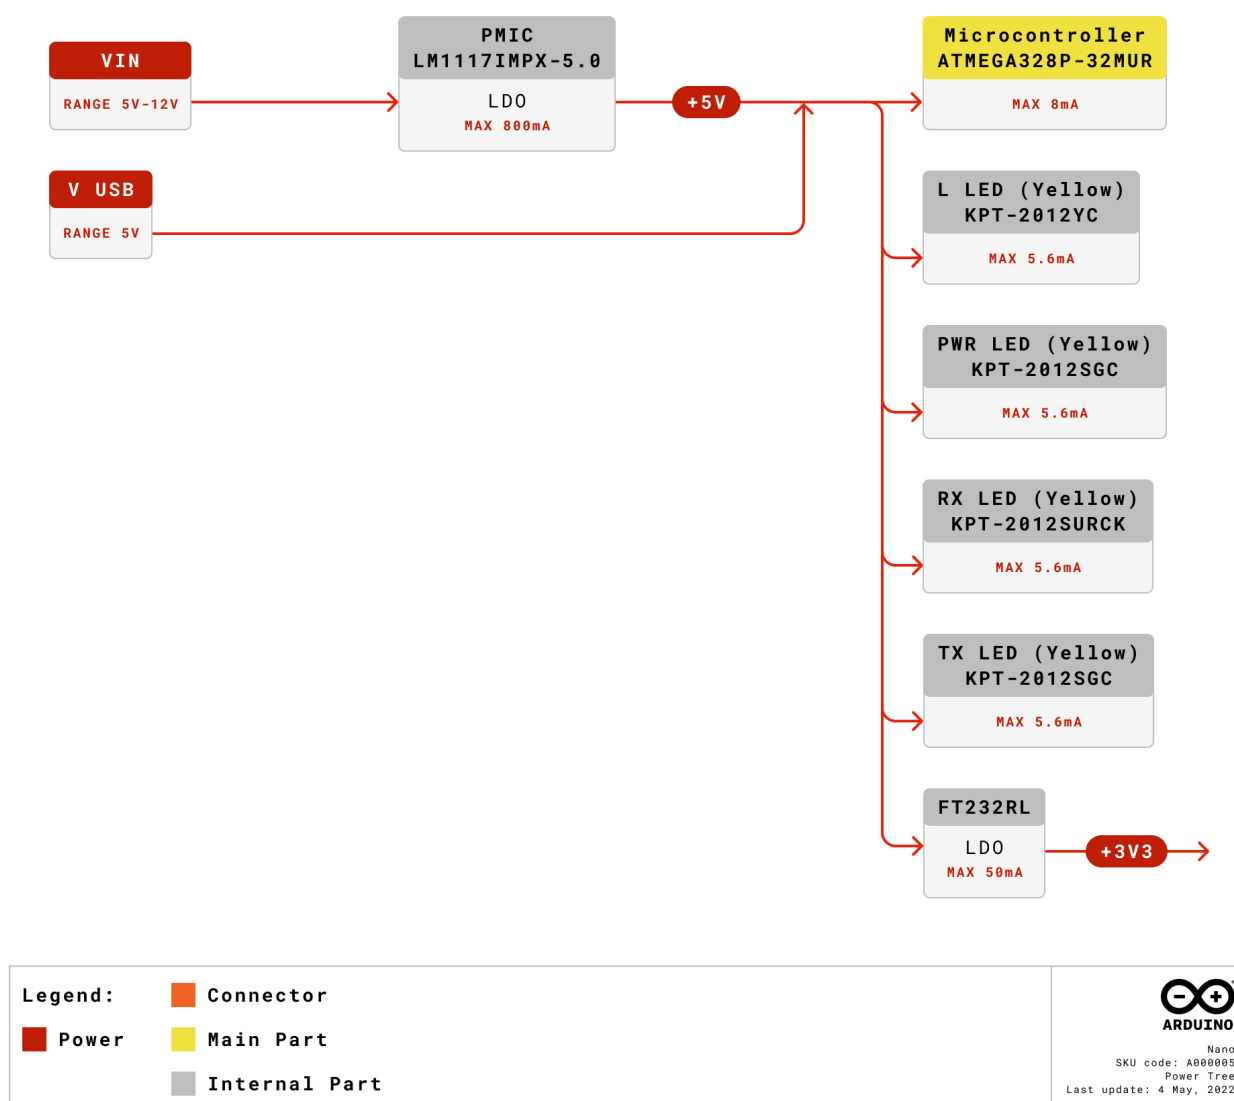 VIN
RANGE 5V-12V
PMIC
LM1117IMPX-5.0
LDO
MAX 800mA
+5V
Microcontroller
ATMEGA328P-32MUR
MAX 8mA
V USB
RANGE 5V
L LED (Yellow)
KPT-2012YC
MAX 5.6mA
PWR LED (Yellow)
KPT-2012SGC
MAX 5.6mA
RX LED (Yellow)
KPT-2012SURCK
MAX 5.6mA
TX LED (Yellow)
KPT-2012SGC
MAX 5.6mA
FT232RL
LDO
MAX 50mA
+3V3
Legend:
Power
Connector
Main Part
Internal Part
ARDUINO
Nano
SKU code: A000005
Power Tree
Last update: 4 May, 2022